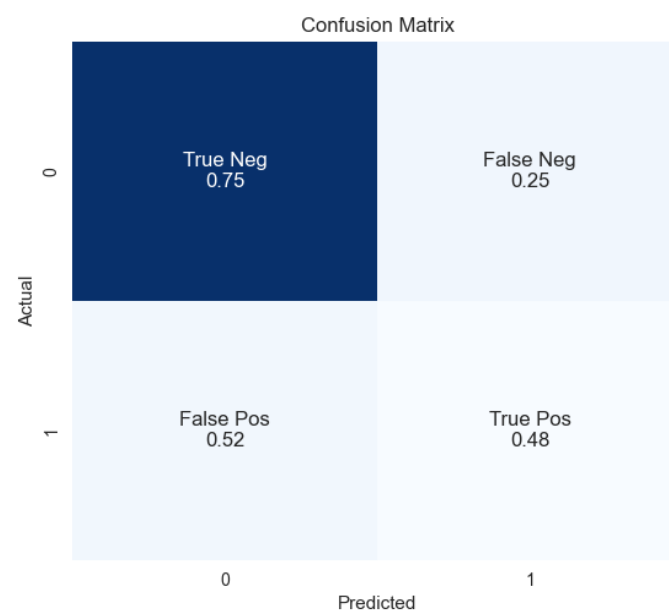 Confusion Matrix
True Neg
0.75
False Neg
0.25
0
Actual
False Pos
0.52
True Pos
0.48
1
0
1
Predicted